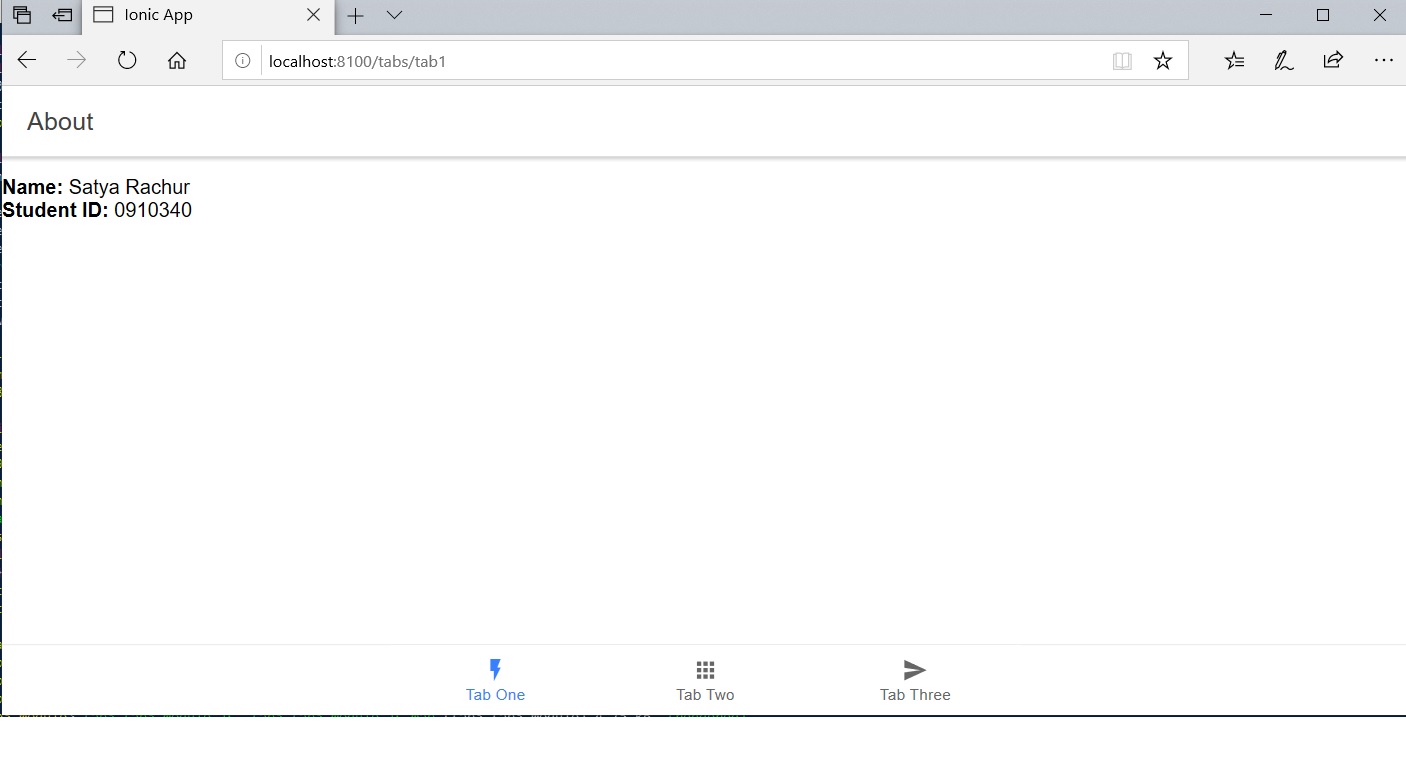 Ionic App
localhost:8100/tabs/tab1
About
Name: Satya Rachur
Student ID: 0910340
Tab One
Tab Two
Tab Three